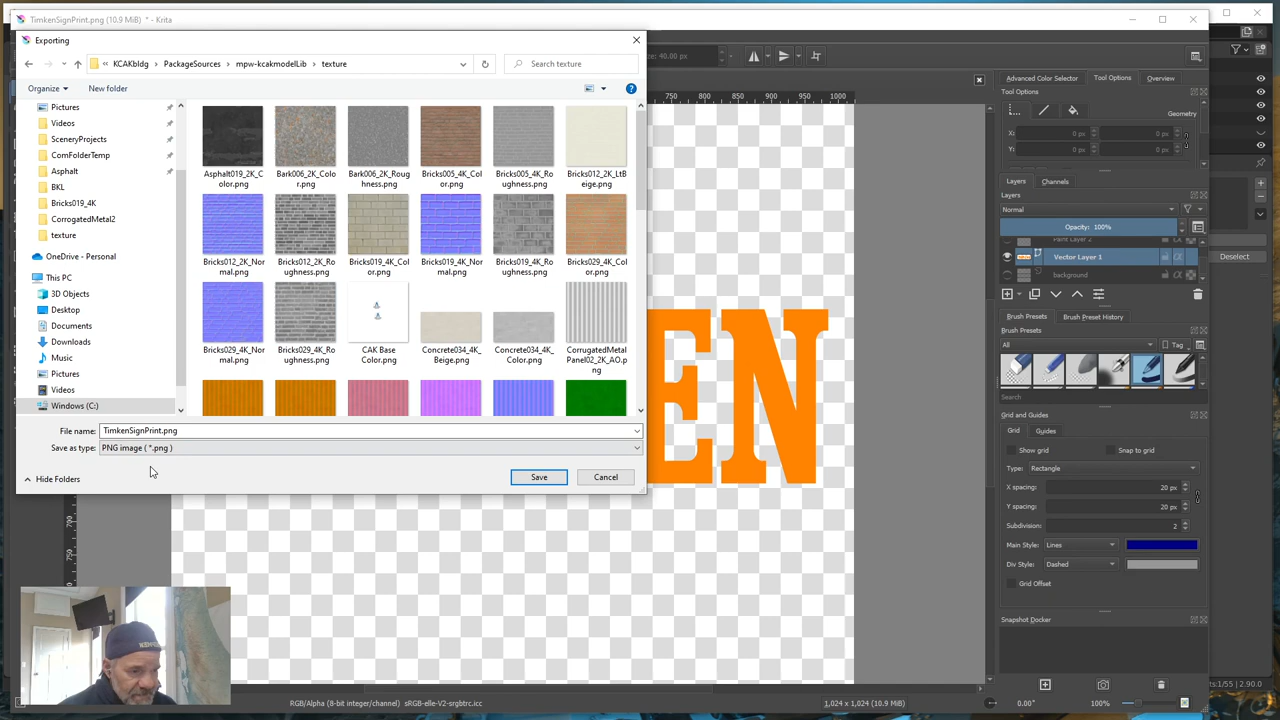 TimkenSignPrint.png (10.9 MiB) * - Krita
Exporting
KCAKbldg
PackageSources
mpw-kcakmodelLib
texture
Search texture
Organize
New folder
Pictures
Videos
SceneryProjects
ComFolderTemp
Asphalt
BKL
Bricks019_4K
CorrogatedMetal2
texture
OneDrive - Personal
This PC
3D Objects
Desktop
Documents
Downloads
Music
Pictures
Videos
Windows (C:)
Asphalt019_2K_Color.png
Bark006_2K_Color.png
Bark006_2K_Roughness.png
Bricks005_4K_Color.png
Bricks005_4K_Roughness.png
Bricks012_2K_LtBeige.png
Bricks012_2K_Normal.png
Bricks012_2K_Roughness.png
Bricks019_4K_Color.png
Bricks019_4K_Normal.png
Bricks019_4K_Roughness.png
Bricks029_4K_Color.png
Bricks029_4K_Normal.png
Bricks029_4K_Roughness.png
CAK Base Color.png
Concrete034_4K_Beige.png
Concrete034_4K_Color.png
CorrugatedMetalPanel02_2K_AO.png
File name:
TimkenSignPrint.png
Save as type:
PNG image ( *.png )
Hide Folders
Save
Cancel
Size: 40.00 px
750 800 850 900 950 1000
EN
Advanced Color Selector
Tool Options
Overview
Tool Options
Geometry
X: 0 px
Y: 0 px
Layers
Channels
Layers
Normal
Opacity: 100%
Paint Layer 2
Vector Layer 1
background
Deselect
Brush Presets
Brush Preset History
Brush Presets
All
Tag
Search
Grid and Guides
Grid
Guides
Show grid
Snap to grid
Type: Rectangle
X spacing: 20 px
Y spacing: 20 px
Subdivision: 2
Main Style: Lines
Div Style: Dashed
Grid Offset
Snapshot Docker
RGB/Alpha (8-bit integer/channel) sRGB-elle-V2-srgbtrc.icc
1,024 x 1,024 (10.9 MiB)
0.00°
100%
ts:1/55 | 2.90.0